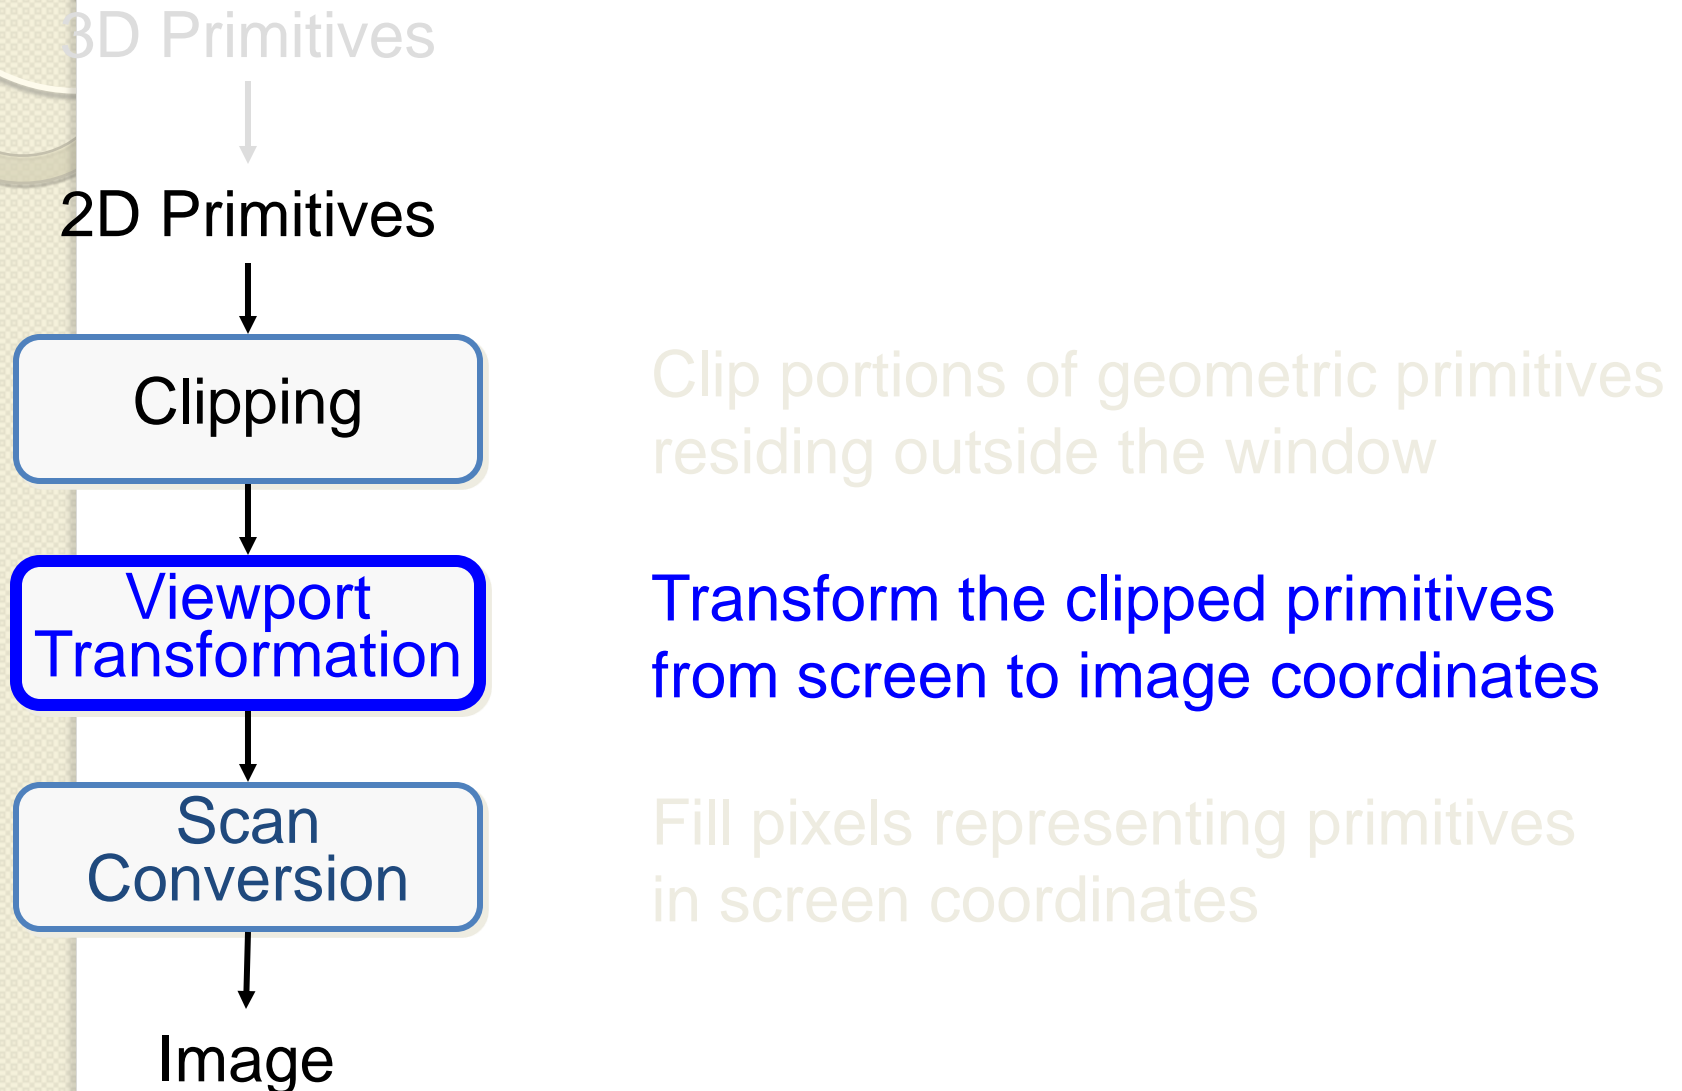 3D Primitives
2D Primitives
Clipping
Clip portions of geometric primitives
residing outside the window
Viewport
Transformation
Transform the clipped primitives
from screen to image coordinates
Scan
Conversion
Fill pixels representing primitives
in screen coordinates
Image